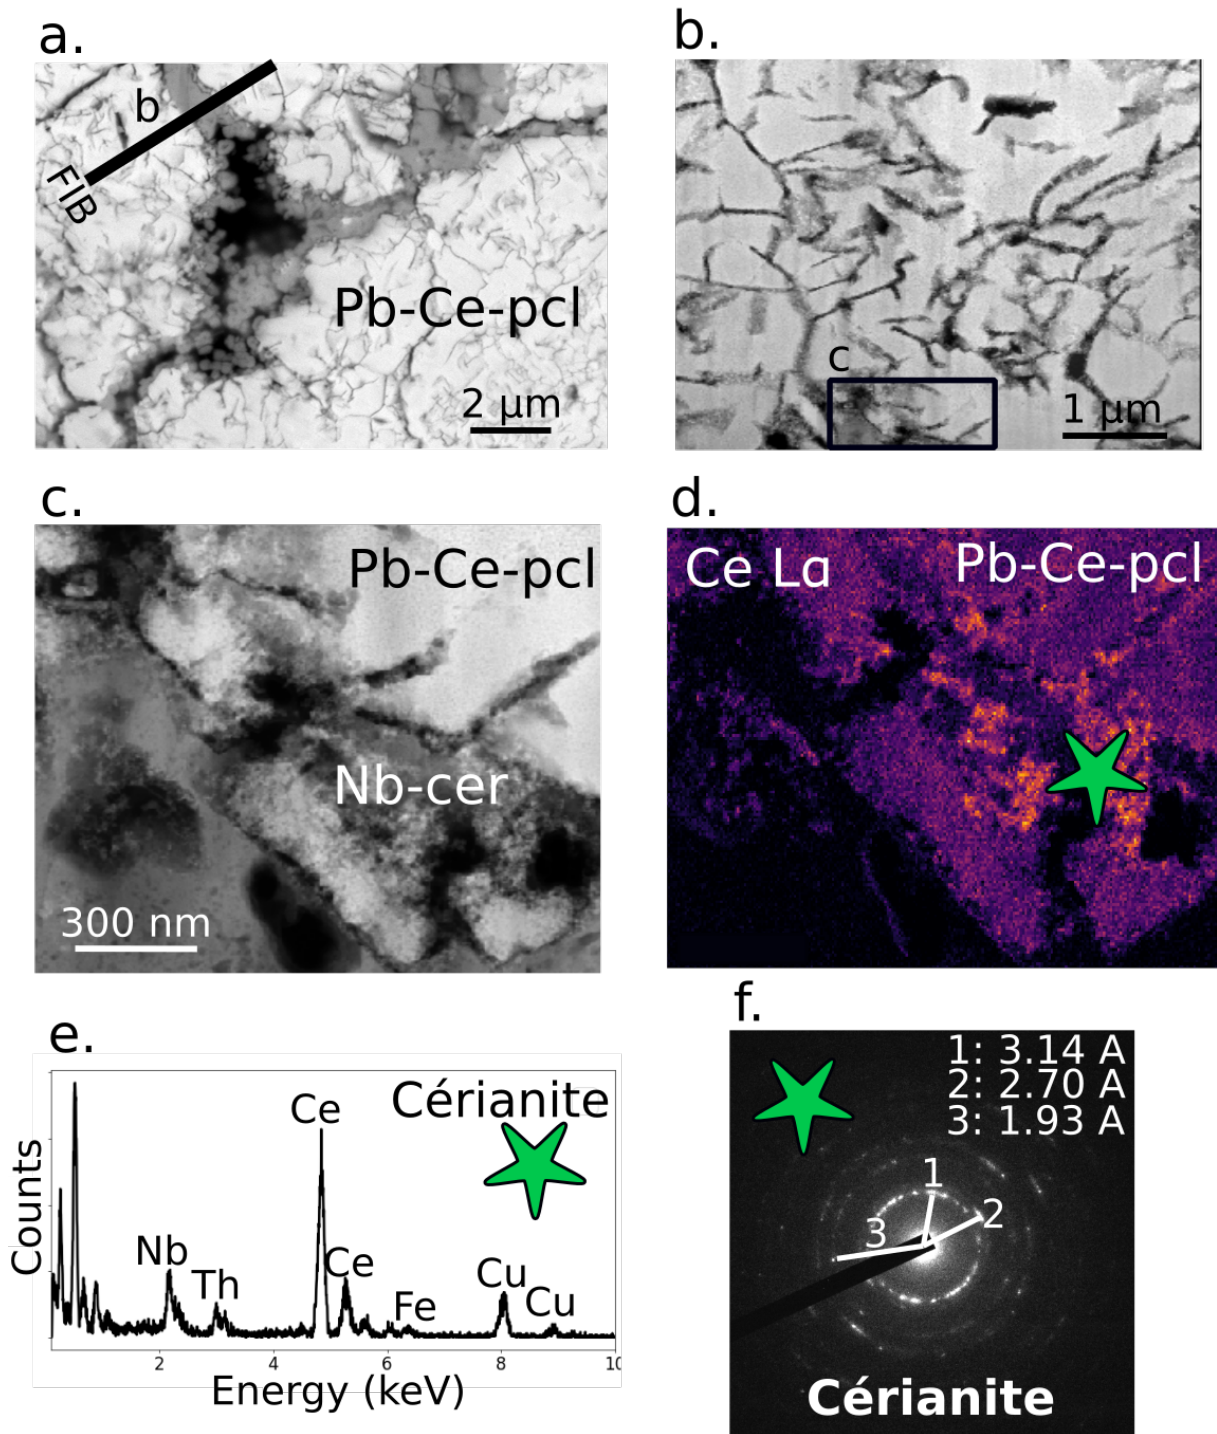 a.
b
FIB
Pb-Ce-pcl
2 µm
b.
c
1 µm
c.
Pb-Ce-pcl
Nb-cer
300 nm
d.
Ce La
Pb-Ce-pcl
e.
Counts
Cérianite
Ce
Nb
Th
Ce
Fe
Cu
Cu
2
4
6
8
10
Energy (keV)
f.
1: 3.14 A
2: 2.70 A
3: 1.93 A
1
2
3
Cérianite